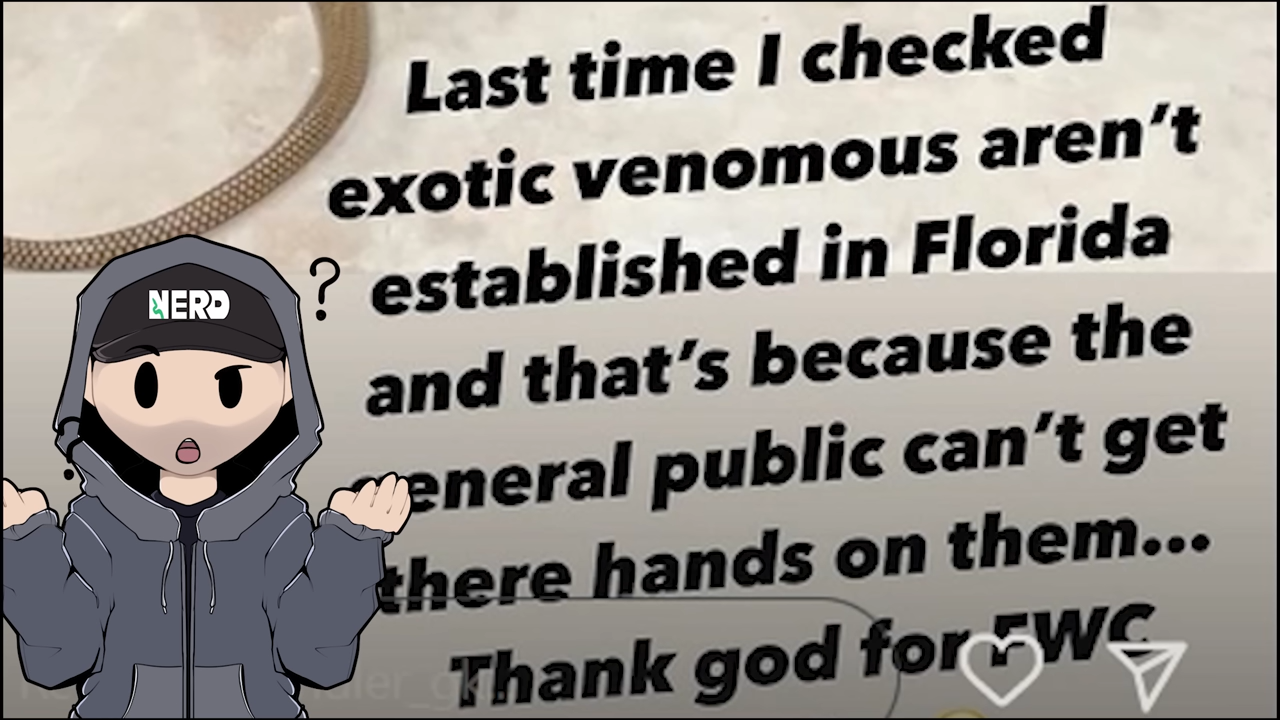 Last time I checked
exotic venomous aren't
established in Florida
and that's because the
general public can't get
there hands on them...
Thank god for FWC
NERD
?